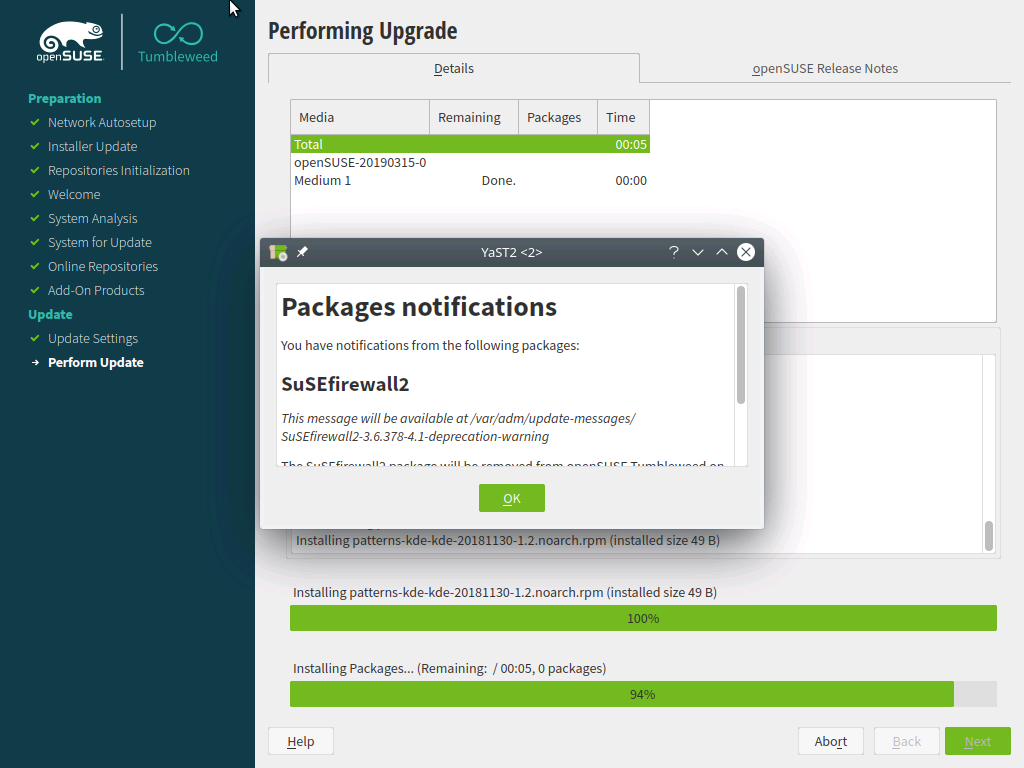 openSUSE
Tumbleweed
Preparation
Network Autosetup
Installer Update
Repositories Initialization
Welcome
System Analysis
System for Update
Online Repositories
Add-On Products
Update
Update Settings
Perform Update
Performing Upgrade
Details
openSUSE Release Notes
Media Remaining Packages Time
Total 00:05
openSUSE-20190315-0
Medium 1 Done. 00:00
YaST2 <2>
Packages notifications
You have notifications from the following packages:
SuSEfirewall2
This message will be available at /var/adm/update-messages/
SuSEfirewall2-3.6.378-4.1-deprecation-warning
The SuSEfirewall2 package will be removed from openSUSE Tumbleweed on
OK
Installing patterns-kde-kde-20181130-1.2.noarch.rpm (installed size 49 B)
Installing patterns-kde-kde-20181130-1.2.noarch.rpm (installed size 49 B)
100%
Installing Packages... (Remaining: / 00:05, 0 packages)
94%
Help
Abort
Back
Next